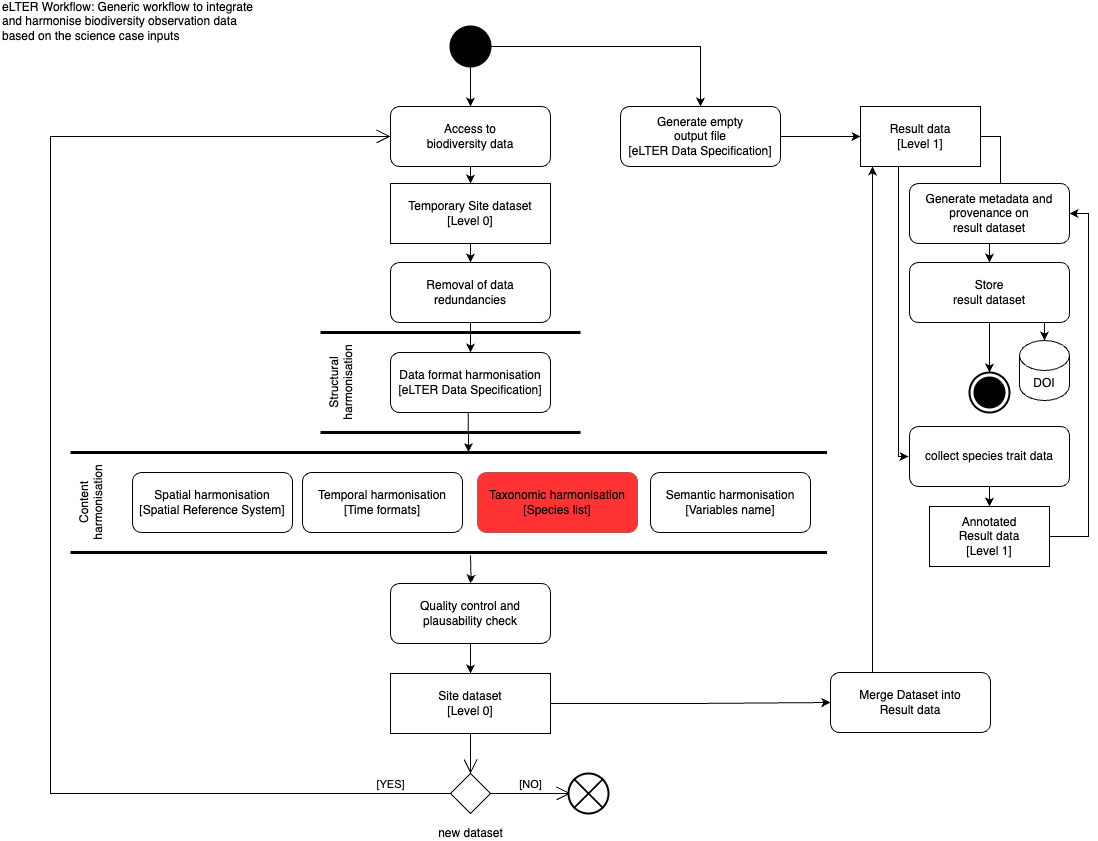 eLTER Workflow: Generic workflow to integrate
and harmonise biodiversity observation data
based on the science case inputs
Access to
biodiversity data
Generate empty
output file
[eLTER Data Specification]
Result data
[Level 1]
Temporary Site dataset
[Level 0]
Generate metadata and
provenance on
result dataset
Removal of data
redundancies
Store
result dataset
DOI
Structural
harmonisation
Data format harmonisation
[eLTER Data Specification]
collect species trait data
Content
harmonisation
Spatial harmonisation
[Spatial Reference System]
Temporal harmonisation
[Time formats]
Taxonomic harmonisation
[Species list]
Semantic harmonisation
[Variables name]
Annotated
Result data
[Level 1]
Quality control and
plausability check
Site dataset
[Level 0]
Merge Dataset into
Result data
[YES]
[NO]
new dataset